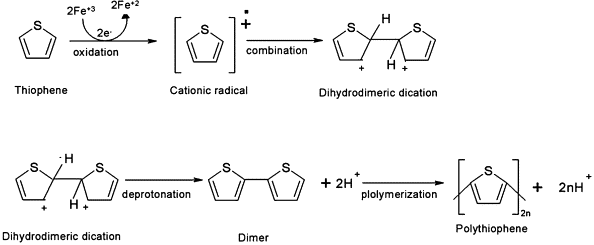 2Fe+3 2Fe+2
S 2e- S +• S H S
oxidation combination
H
+ +
Thiophene Cationic radical Dihydrodimeric dication
S H S S S S
deprotonation + 2H+ plolymerization + 2nH+
H
+ + 2n
Dihydrodimeric dication Dimer Polythiophene